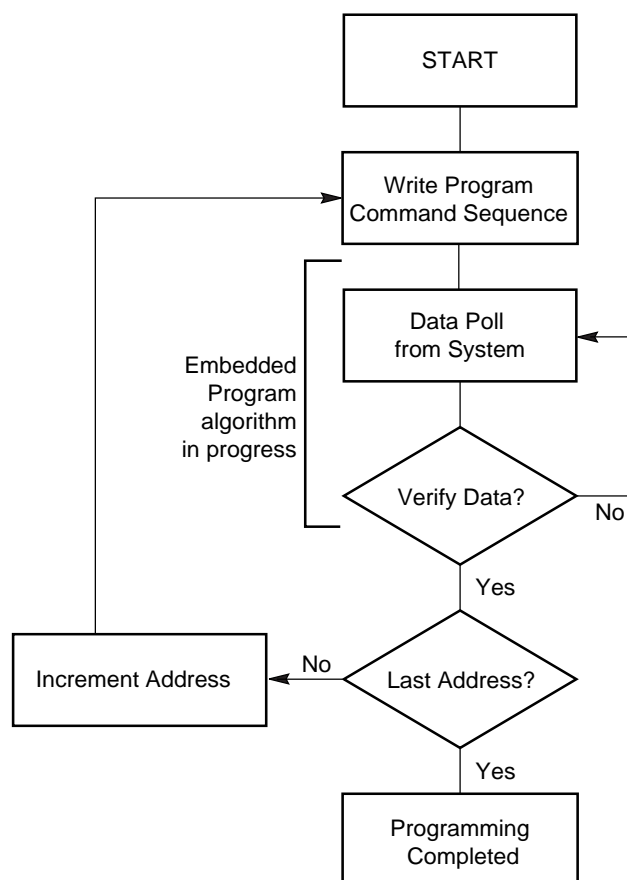 START
Write Program
Command Sequence
Data Poll
from System
Embedded
Program
algorithm
in progress
Verify Data?
No
Yes
Increment Address
No
Last Address?
Yes
Programming
Completed